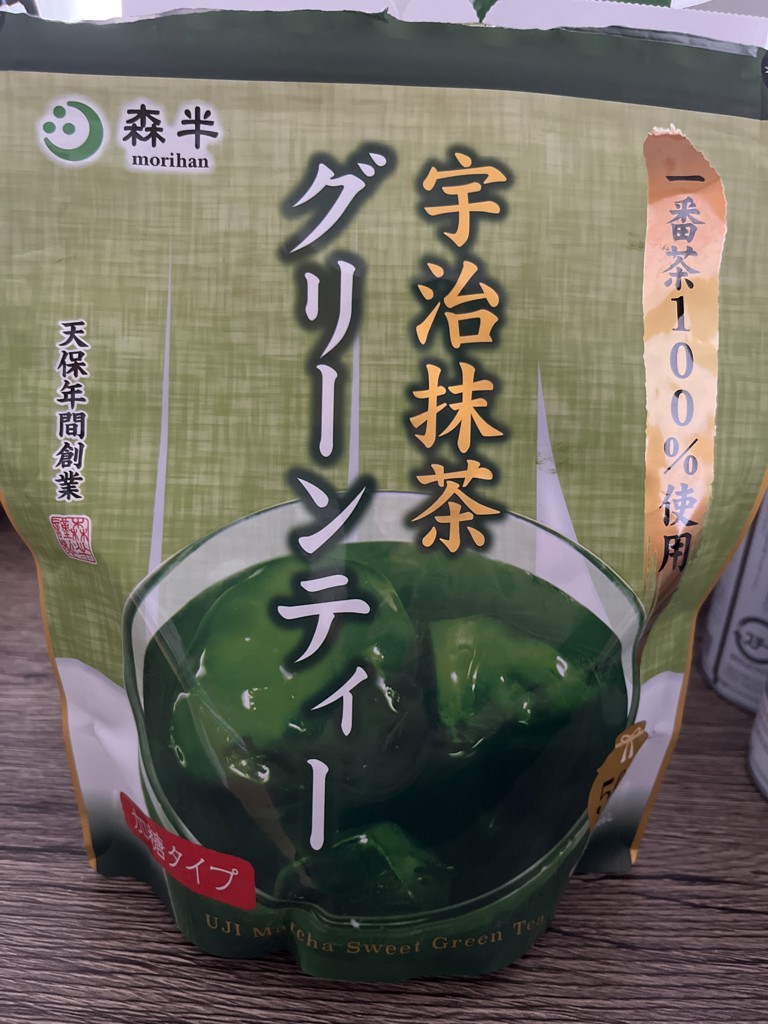 森半
morihan
一番茶100%使用
宇治抹茶
グリーンティー
天保年間創業
加糖タイプ
UJI Matcha Sweet Green Tea